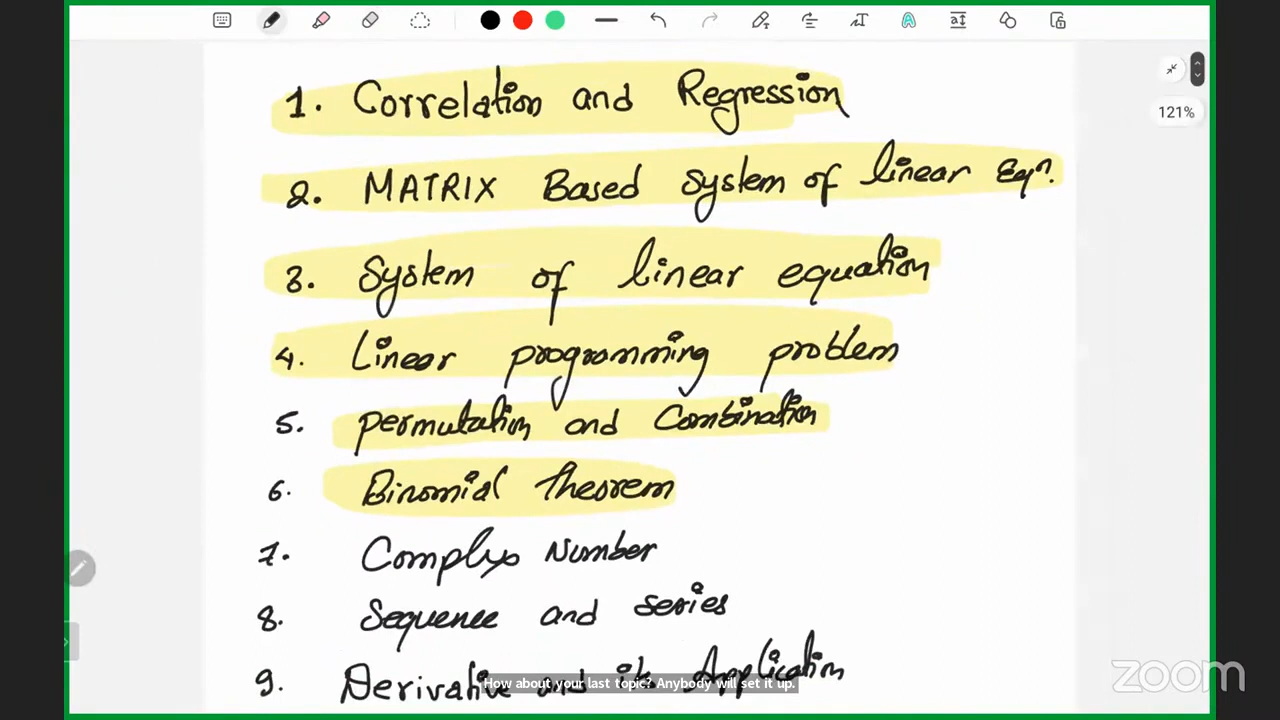 121%
1. Correlation and Regression
2. MATRIX Based System of linear Eqn.
3. System of linear equation
4. Linear programming problem
5. Permutation and Combination
6. Binomial Theorem
7. Complex Number
8. Sequence and series
9. Derivative and its Application
How about your last topic? Anybody will set it up.
zoom